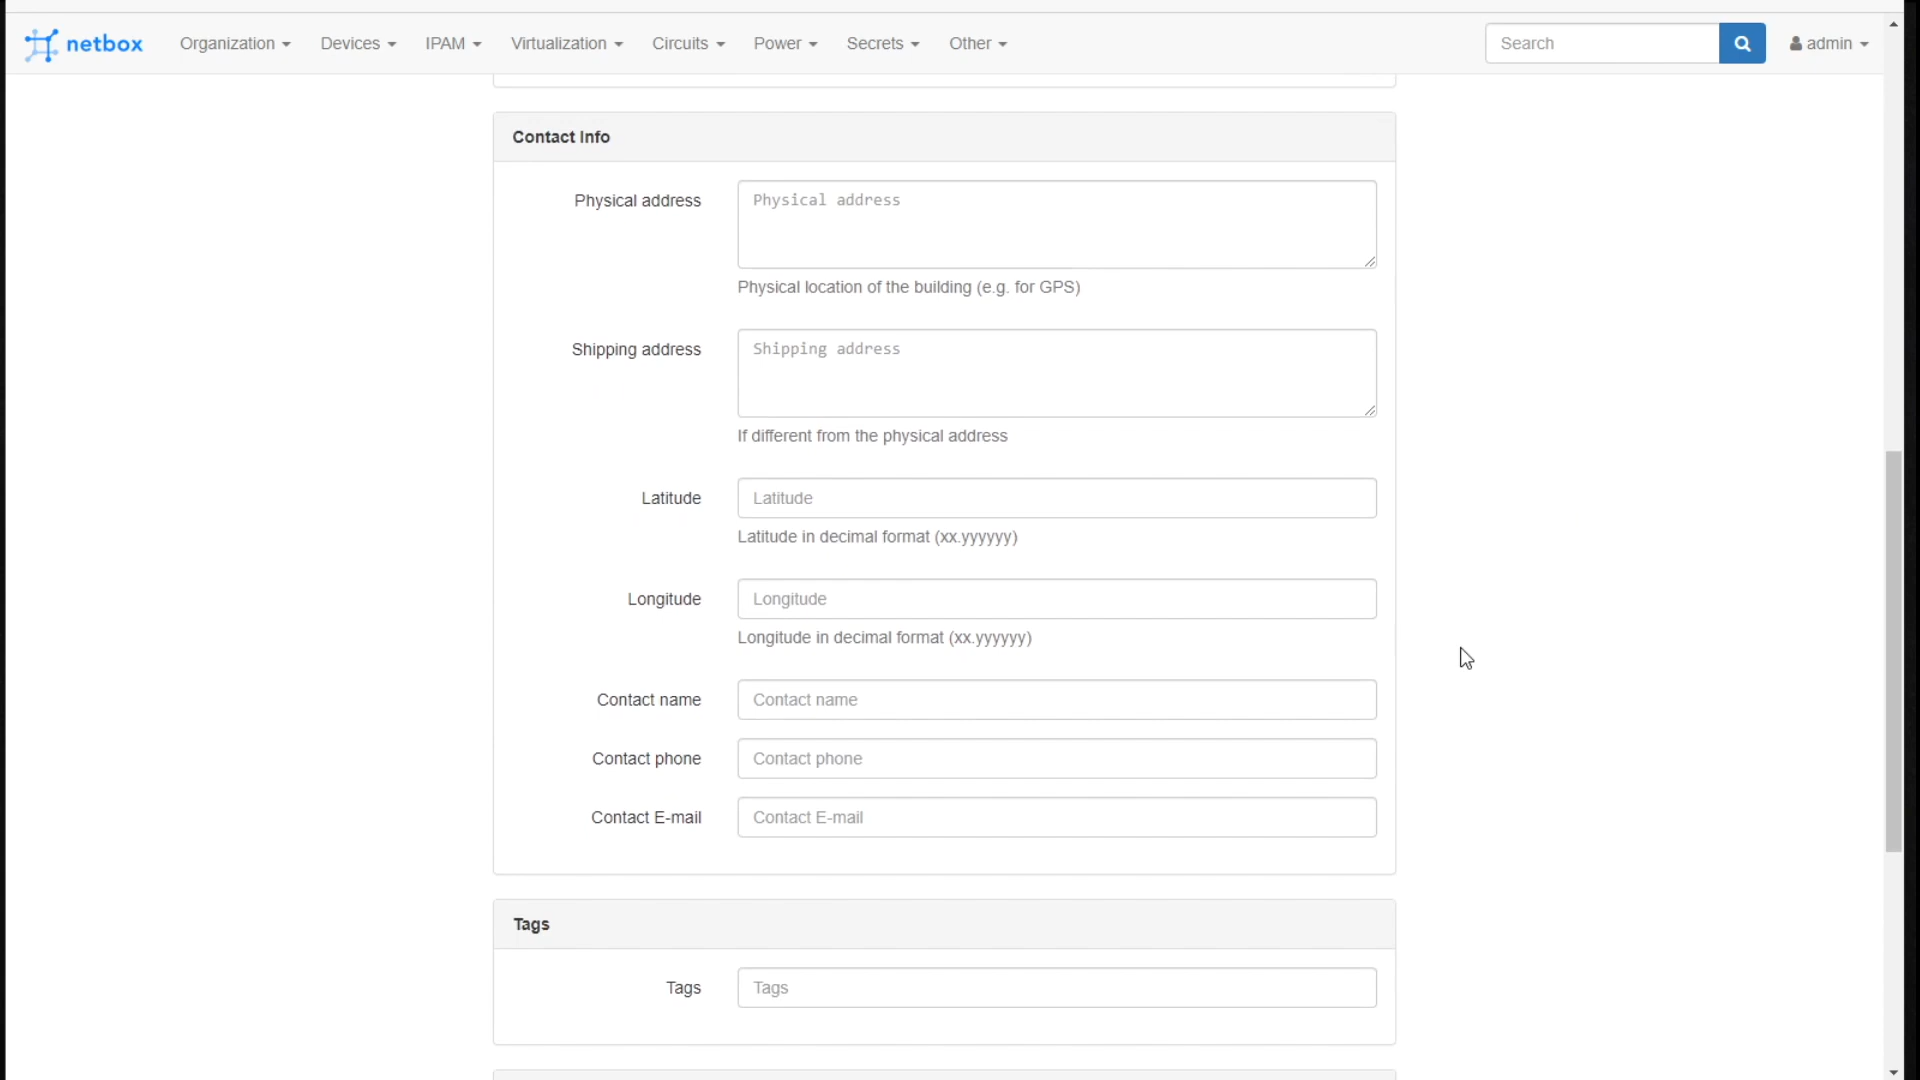 netbox Organization Devices IPAM Virtualization Circuits Power Secrets Other Search admin
Contact Info
Physical address Physical address
Physical location of the building (e.g. for GPS)
Shipping address Shipping address
If different from the physical address
Latitude Latitude
Latitude in decimal format (xx.yyyyyy)
Longitude Longitude
Longitude in decimal format (xx.yyyyyy)
Contact name Contact name
Contact phone Contact phone
Contact E-mail Contact E-mail
Tags
Tags Tags